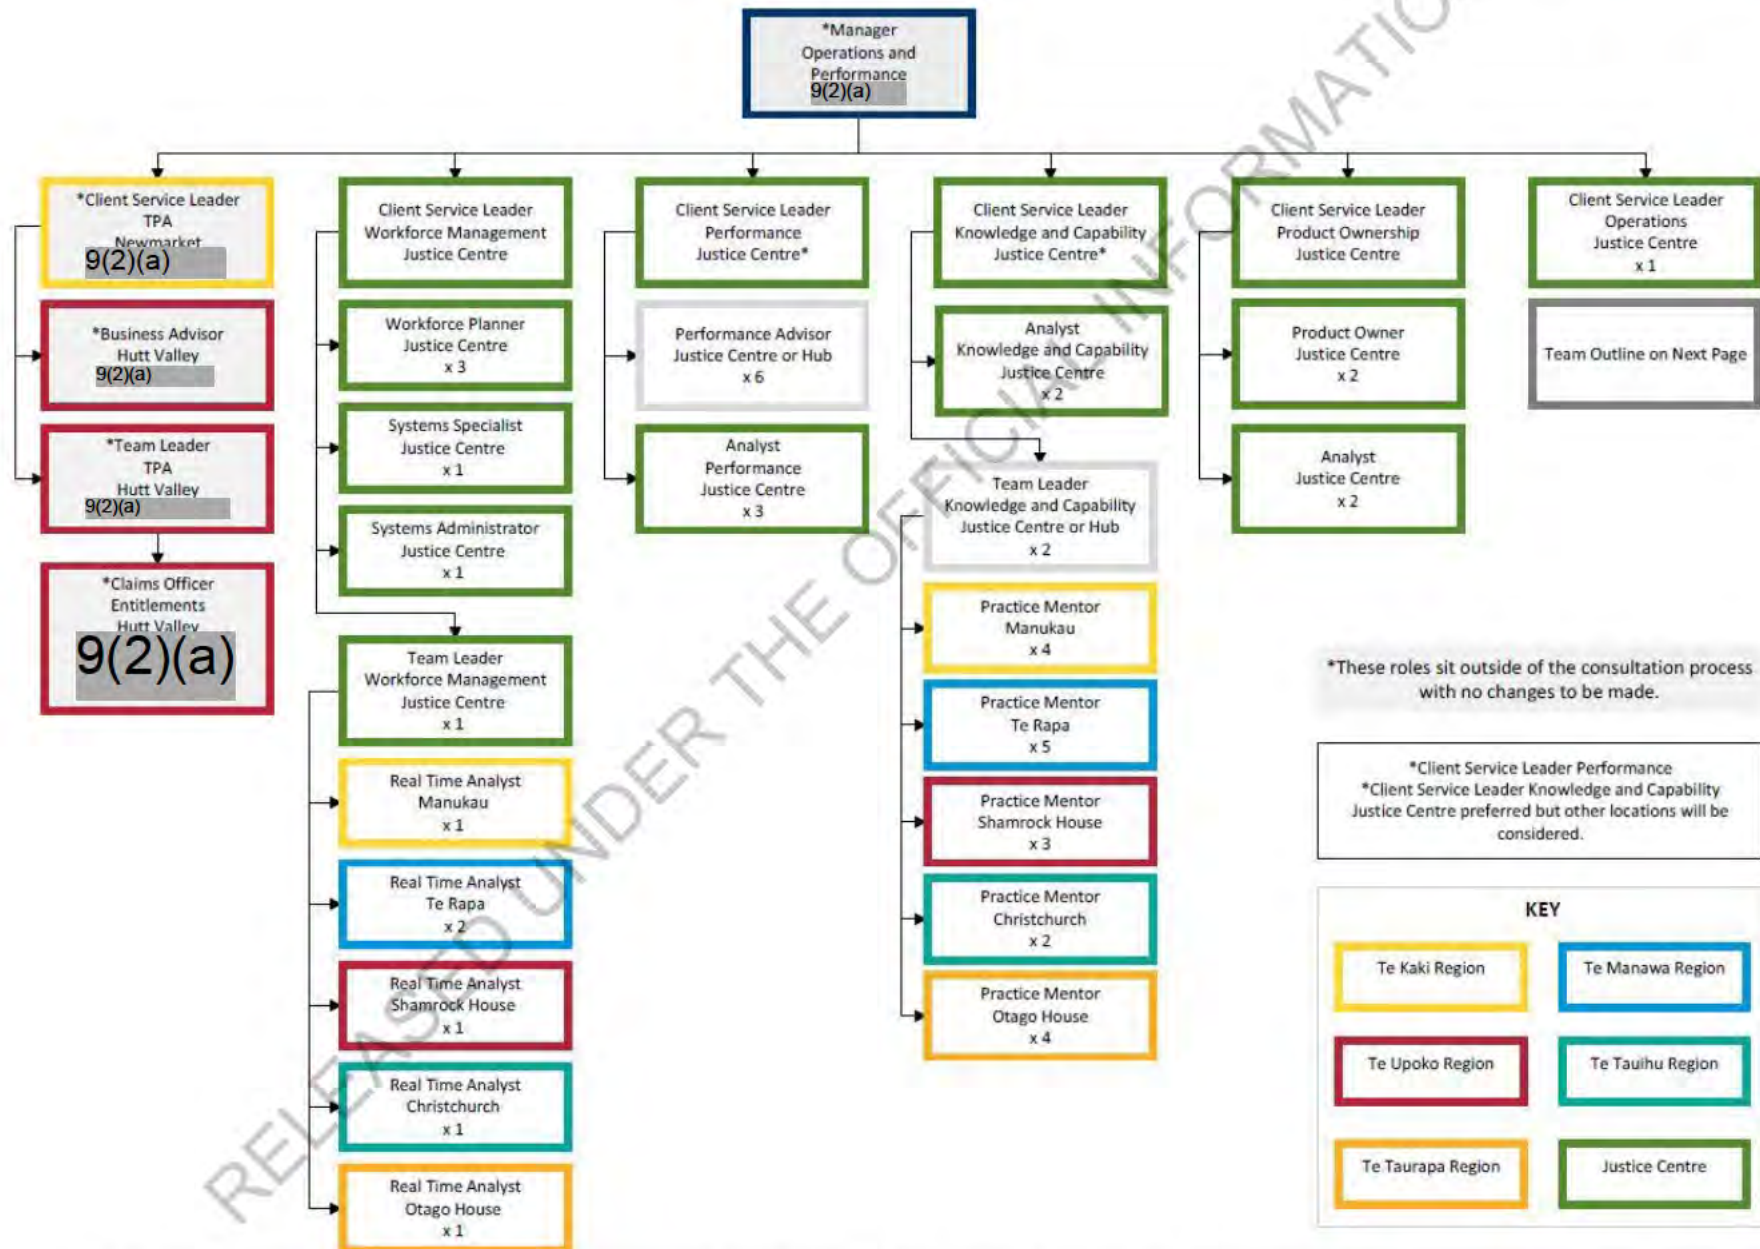 *Manager
Operations and
Performance
9(2)(a)
*Client Service Leader
TPA
Newmarket
9(2)(a)
*Business Advisor
Hutt Valley
9(2)(a)
*Team Leader
TPA
Hutt Valley
9(2)(a)
*Claims Officer
Entitlements
Hutt Valley
9(2)(a)
Client Service Leader
Workforce Management
Justice Centre
Workforce Planner
Justice Centre
x 3
Systems Specialist
Justice Centre
x 1
Systems Administrator
Justice Centre
x 1
Team Leader
Workforce Management
Justice Centre
x 1
Real Time Analyst
Manukau
x 1
Real Time Analyst
Te Rapa
x 2
Real Time Analyst
Shamrock House
x 1
Real Time Analyst
Christchurch
x 1
Real Time Analyst
Otago House
x 1
Client Service Leader
Performance
Justice Centre*
Performance Advisor
Justice Centre or Hub
x 6
Analyst
Performance
Justice Centre
x 3
Client Service Leader
Knowledge and Capability
Justice Centre*
Analyst
Knowledge and Capability
Justice Centre
x 2
Team Leader
Knowledge and Capability
Justice Centre or Hub
x 2
Practice Mentor
Manukau
x 4
Practice Mentor
Te Rapa
x 5
Practice Mentor
Shamrock House
x 3
Practice Mentor
Christchurch
x 2
Practice Mentor
Otago House
x 4
Client Service Leader
Product Ownership
Justice Centre
Product Owner
Justice Centre
x 2
Analyst
Justice Centre
x 2
Client Service Leader
Operations
Justice Centre
x 1
Team Outline on Next Page
*These roles sit outside of the consultation process
with no changes to be made.
*Client Service Leader Performance
*Client Service Leader Knowledge and Capability
Justice Centre preferred but other locations will be
considered.
KEY
Te Kaki Region
Te Manawa Region
Te Upoko Region
Te Tauihu Region
Te Taurapa Region
Justice Centre
RELEASED UNDER THE OFFICIAL INFORMATIO